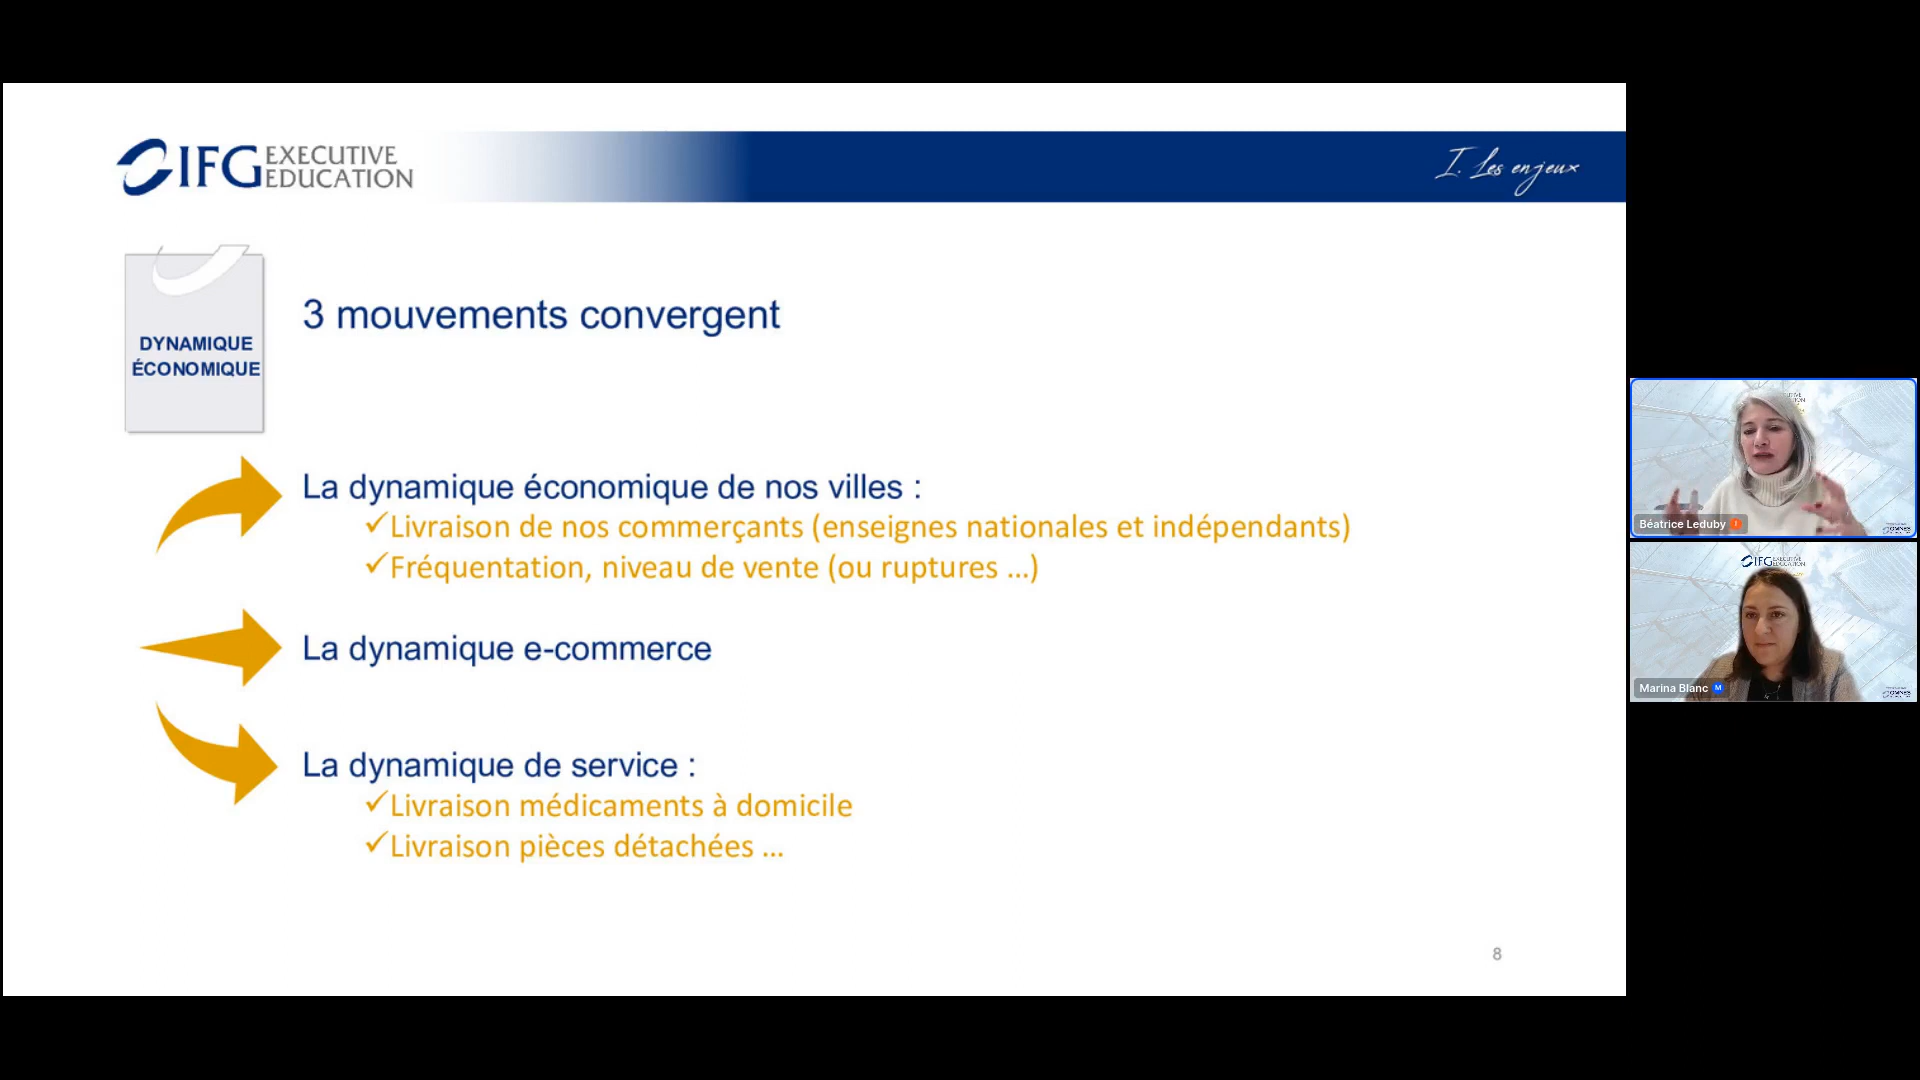 IFG EXECUTIVE
EDUCATION
I. Les enjeux
DYNAMIQUE
ÉCONOMIQUE
3 mouvements convergent
La dynamique économique de nos villes :
✓Livraison de nos commerçants (enseignes nationales et indépendants)
✓Fréquentation, niveau de vente (ou ruptures ...)
La dynamique e-commerce
La dynamique de service :
✓Livraison médicaments à domicile
✓Livraison pièces détachées ...
8
Béatrice Leduby
OMNES
IFG EXECUTIVE
EDUCATION
Marina Blanc M
OMNES